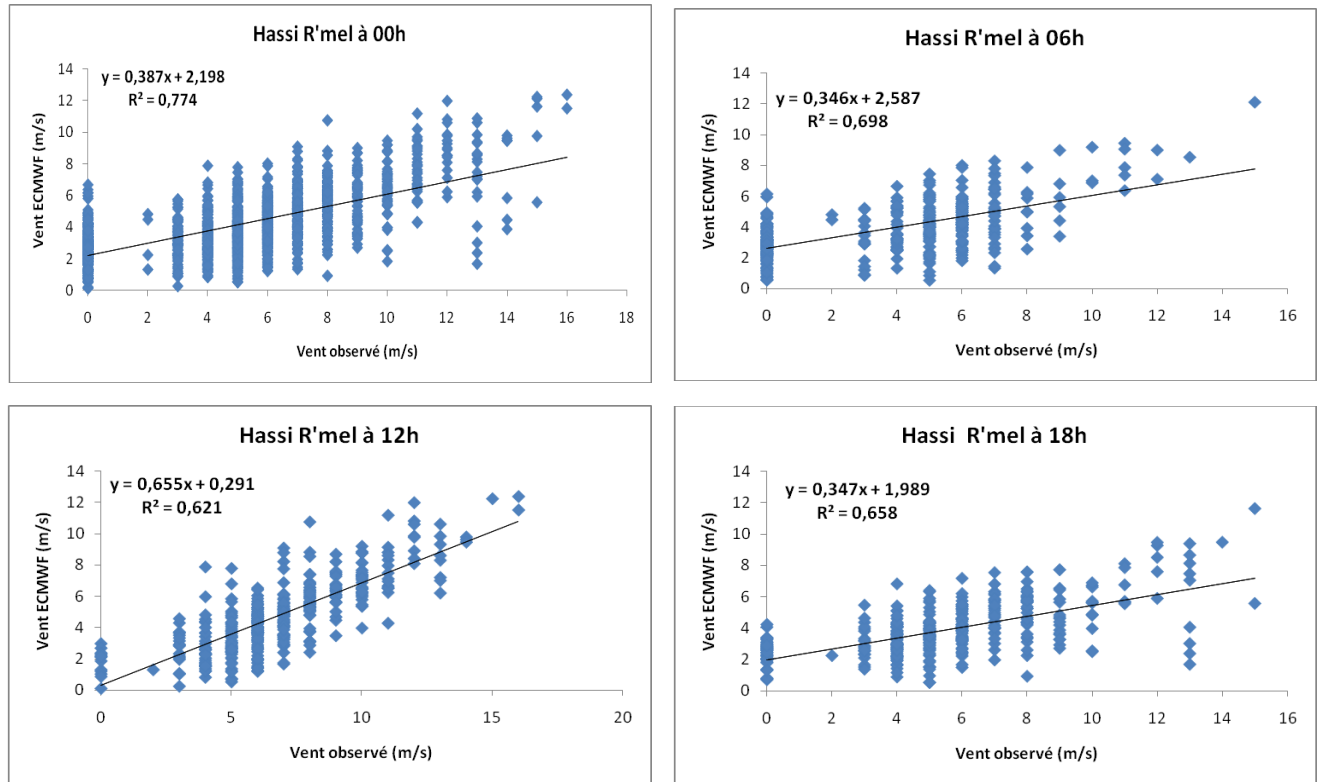 Hassi R'mel à 00h
y = 0,387x + 2,198
R² = 0,774
Vent ECMWF (m/s)
14
12
10
8
6
4
2
0
0 2 4 6 8 10 12 14 16 18
Vent observé (m/s)
Hassi R'mel à 06h
y = 0,346x + 2,587
R² = 0,698
Vent ECMWF (m/s)
14
12
10
8
6
4
2
0
0 2 4 6 8 10 12 14 16
Vent observé (m/s)
Hassi R'mel à 12h
y = 0,655x + 0,291
R² = 0,621
Vent ECMWF (m/s)
14
12
10
8
6
4
2
0
0 5 10 15 20
Vent observé (m/s)
Hassi R'mel à 18h
y = 0,347x + 1,989
R² = 0,658
Vent ECMWF (m/s)
14
12
10
8
6
4
2
0
0 2 4 6 8 10 12 14 16
Vent observé (m/s)